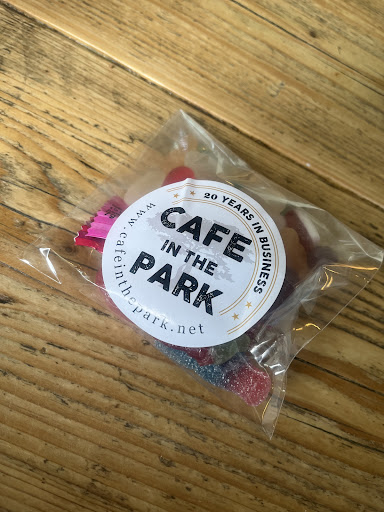 20 YEARS IN BUSINESS
CAFE
IN THE
PARK
www.cafeinthepark.net